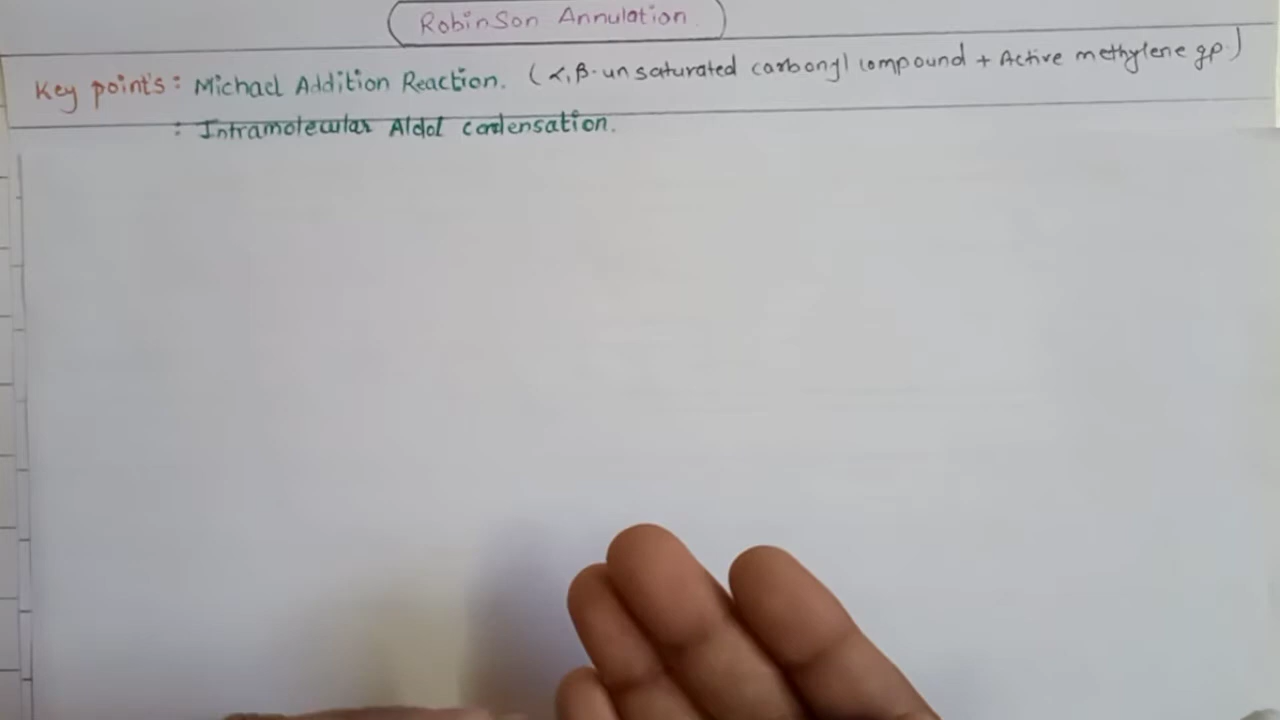 Robinson Annulation
Key point's : Michael Addition Reaction. (α,β-unsaturated carbonyl compound + Active methylene gp.)
: Intramolecular Aldol condensation.